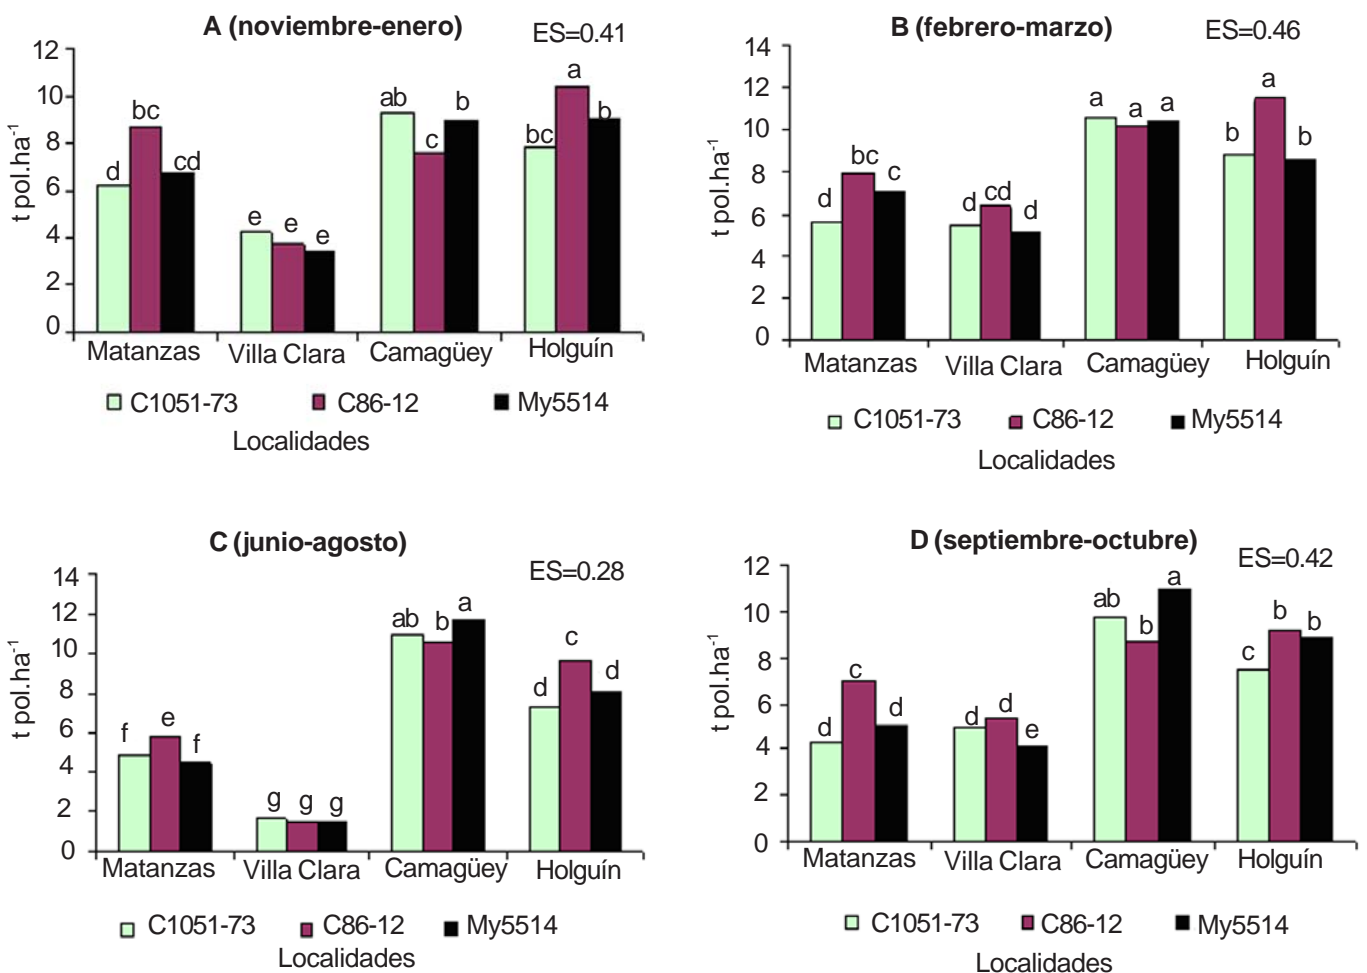 A (noviembre-enero)
ES=0.41
t pol.ha-1
12
10
8
6
4
2
0
d bc cd
e e e
ab c b
bc a b
Matanzas Villa Clara Camagüey Holguín
C1051-73 C86-12 My5514
Localidades
B (febrero-marzo)
ES=0.46
t pol.ha-1
14
12
10
8
6
4
2
0
d bc c
d cd d
a a a
b a b
Matanzas Villa Clara Camagüey Holguín
C1051-73 C86-12 My5514
Localidades
C (junio-agosto)
ES=0.28
t pol.ha-1
14
12
10
8
6
4
2
0
f e f
g g g
ab b a
d c d
Matanzas Villa Clara Camagüey Holguín
C1051-73 C86-12 My5514
Localidades
D (septiembre-octubre)
ES=0.42
t pol.ha-1
12
10
8
6
4
2
0
d c d
d d e
ab b a
c b b
Matanzas Villa Clara Camagüey Holguín
C1051-73 C86-12 My5514
Localidades